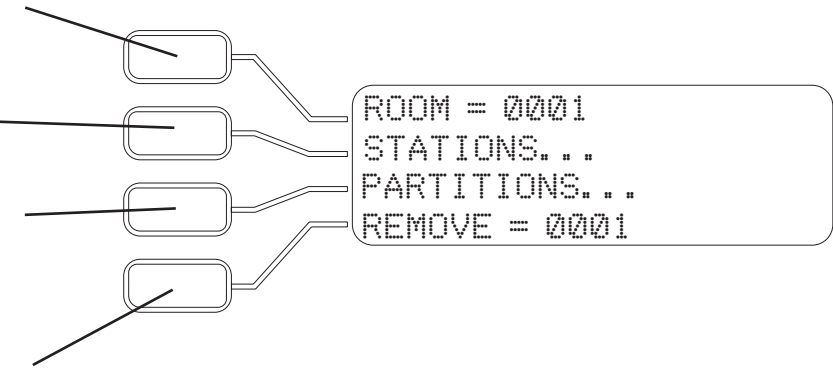 ROOM = 0001
STATIONS...
PARTITIONS...
REMOVE = 0001